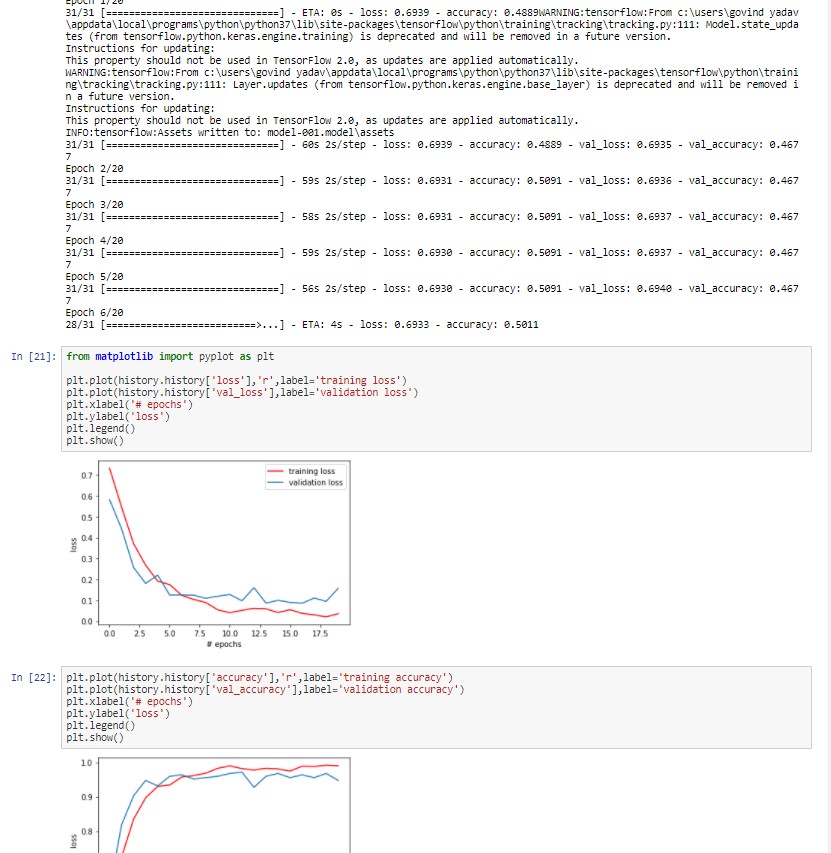 Epoch 1/20
31/31 [==============================] - ETA: 0s - loss: 0.6939 - accuracy: 0.4889WARNING:tensorflow:From c:\users\govind yadav
\appdata\local\programs\python\python37\lib\site-packages\tensorflow\python\training\tracking\tracking.py:111: Model.state_upda
tes (from tensorflow.python.keras.engine.training) is deprecated and will be removed in a future version.
Instructions for updating:
This property should not be used in TensorFlow 2.0, as updates are applied automatically.
WARNING:tensorflow:From c:\users\govind yadav\appdata\local\programs\python\python37\lib\site-packages\tensorflow\python\traini
ng\tracking\tracking.py:111: Layer.updates (from tensorflow.python.keras.engine.base_layer) is deprecated and will be removed i
n a future version.
Instructions for updating:
This property should not be used in TensorFlow 2.0, as updates are applied automatically.
INFO:tensorflow:Assets written to: model-001.model\assets
31/31 [==============================] - 60s 2s/step - loss: 0.6939 - accuracy: 0.4889 - val_loss: 0.6935 - val_accuracy: 0.467
7
Epoch 2/20
31/31 [==============================] - 59s 2s/step - loss: 0.6931 - accuracy: 0.5091 - val_loss: 0.6936 - val_accuracy: 0.467
7
Epoch 3/20
31/31 [==============================] - 58s 2s/step - loss: 0.6931 - accuracy: 0.5091 - val_loss: 0.6937 - val_accuracy: 0.467
7
Epoch 4/20
31/31 [==============================] - 59s 2s/step - loss: 0.6930 - accuracy: 0.5091 - val_loss: 0.6937 - val_accuracy: 0.467
7
Epoch 5/20
31/31 [==============================] - 56s 2s/step - loss: 0.6930 - accuracy: 0.5091 - val_loss: 0.6940 - val_accuracy: 0.467
7
Epoch 6/20
28/31 [==========================>...] - ETA: 4s - loss: 0.6933 - accuracy: 0.5011
In [21]: from matplotlib import pyplot as plt
plt.plot(history.history['loss'],'r',label='training loss')
plt.plot(history.history['val_loss'],label='validation loss')
plt.xlabel('# epochs')
plt.ylabel('loss')
plt.legend()
plt.show()
training loss
validation loss
0.7
0.6
0.5
0.4
0.3
0.2
0.1
0.0
loss
0.0 2.5 5.0 7.5 10.0 12.5 15.0 17.5
# epochs
In [22]: plt.plot(history.history['accuracy'],'r',label='training accuracy')
plt.plot(history.history['val_accuracy'],label='validation accuracy')
plt.xlabel('# epochs')
plt.ylabel('loss')
plt.legend()
plt.show()
1.0
0.9
0.8
loss